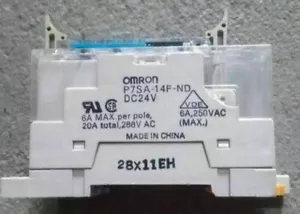 OMRON
P7SA-14F-ND
DC24V
6A MAX. per pole,
20A total,288V AC
VDE
6A,250VAC
(MAX.)
MADE IN CHINA
28X11EH